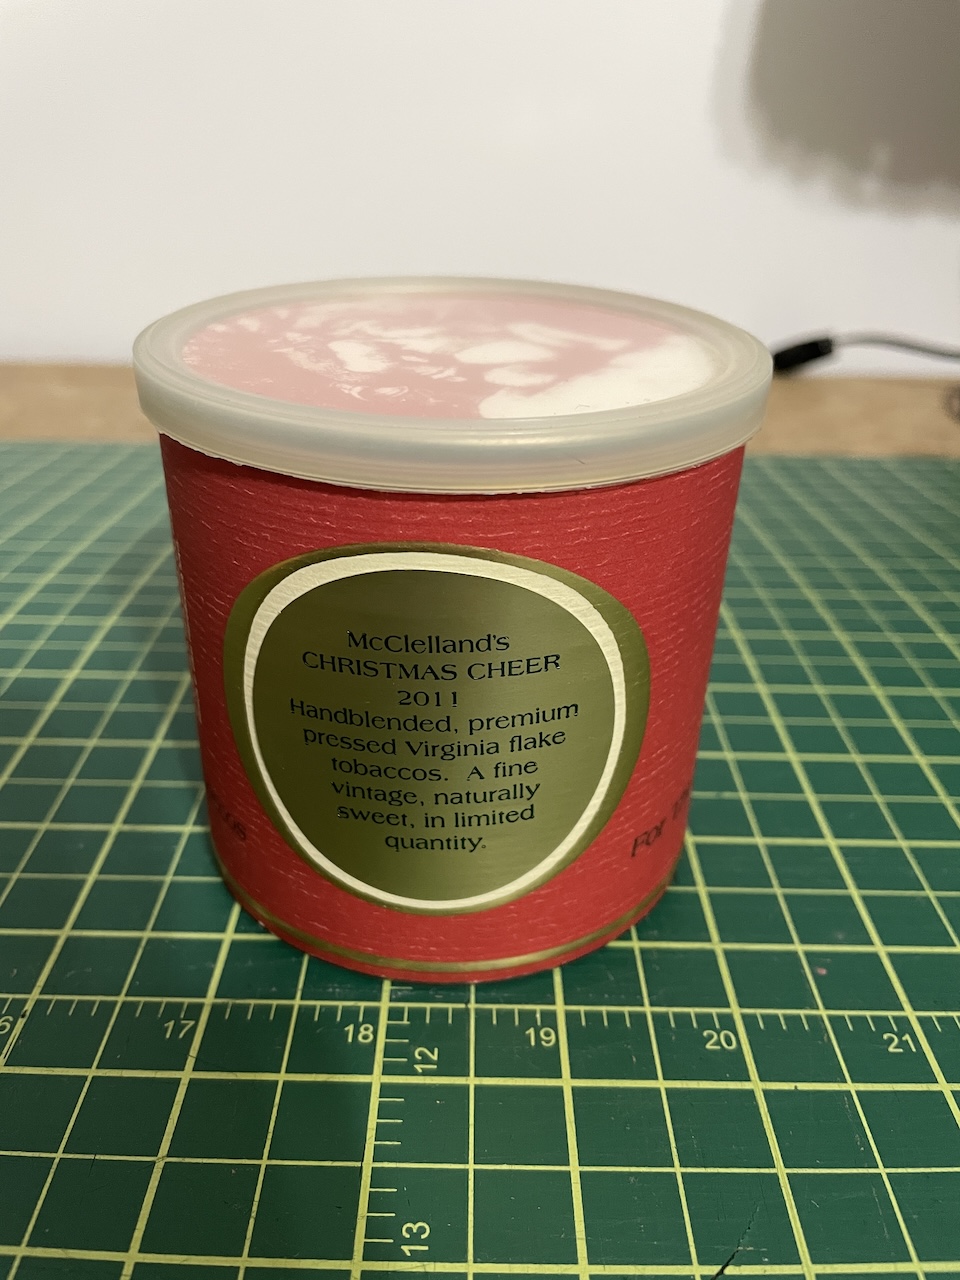 McClelland's
CHRISTMAS CHEER
2011
Handblended, premium
pressed Virginia flake
tobaccos. A fine
vintage, naturally
sweet, in limited
quantity.
For
17
18
19
20
21
12
13